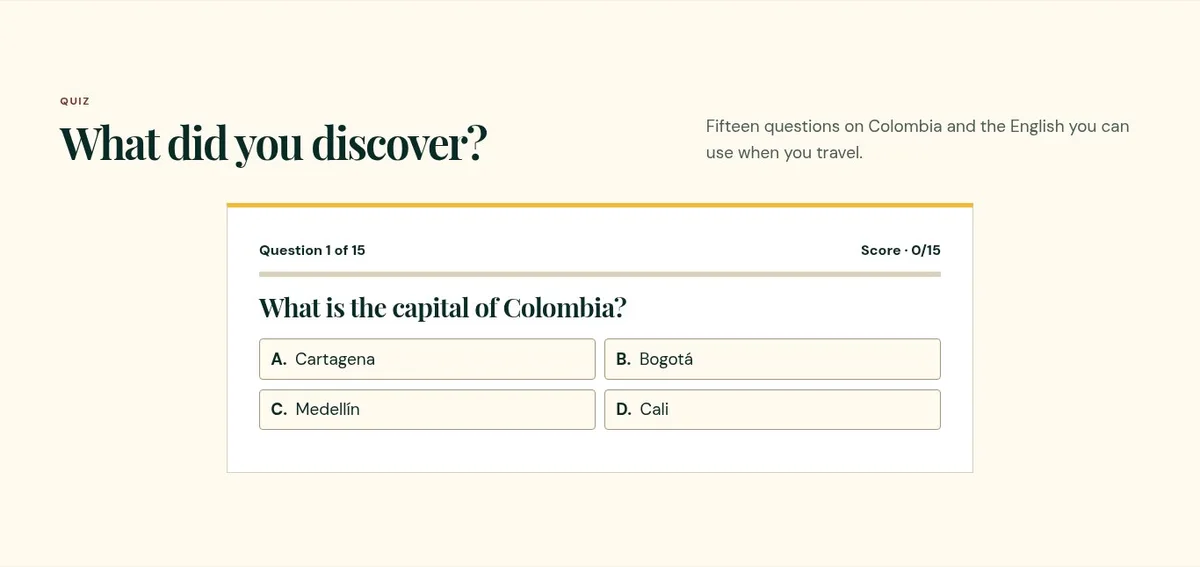 QUIZ
What did you discover?
Fifteen questions on Colombia and the English you can
use when you travel.
Question 1 of 15
Score · 0/15
What is the capital of Colombia?
A. Cartagena
B. Bogotá
C. Medellín
D. Cali